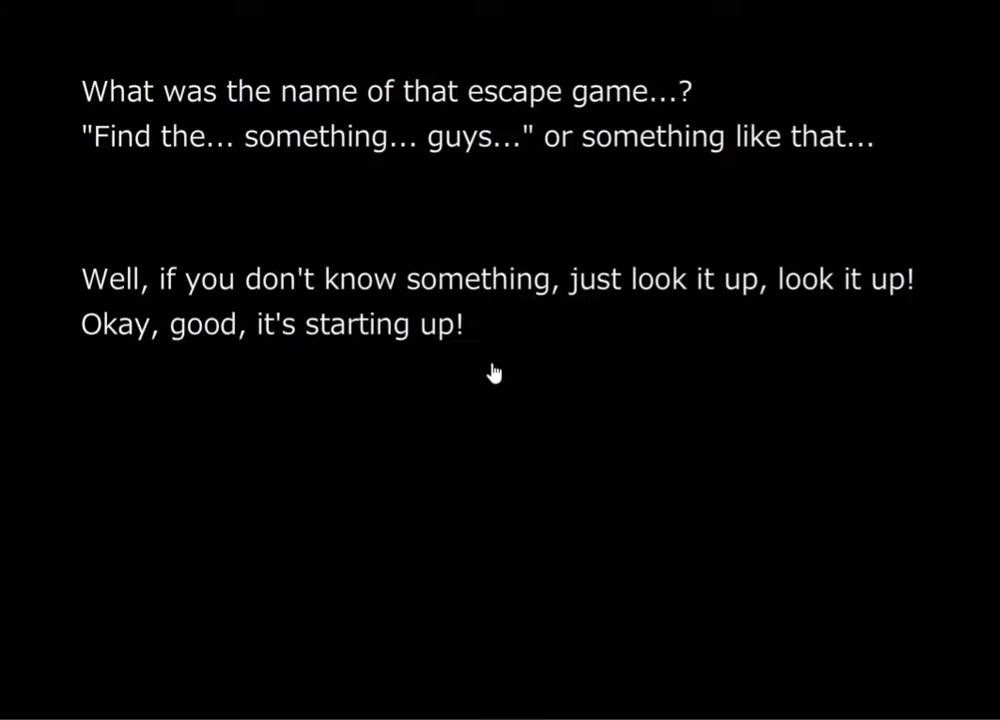 What was the name of that escape game...?
"Find the... something... guys..." or something like that...
Well, if you don't know something, just look it up, look it up!
Okay, good, it's starting up!